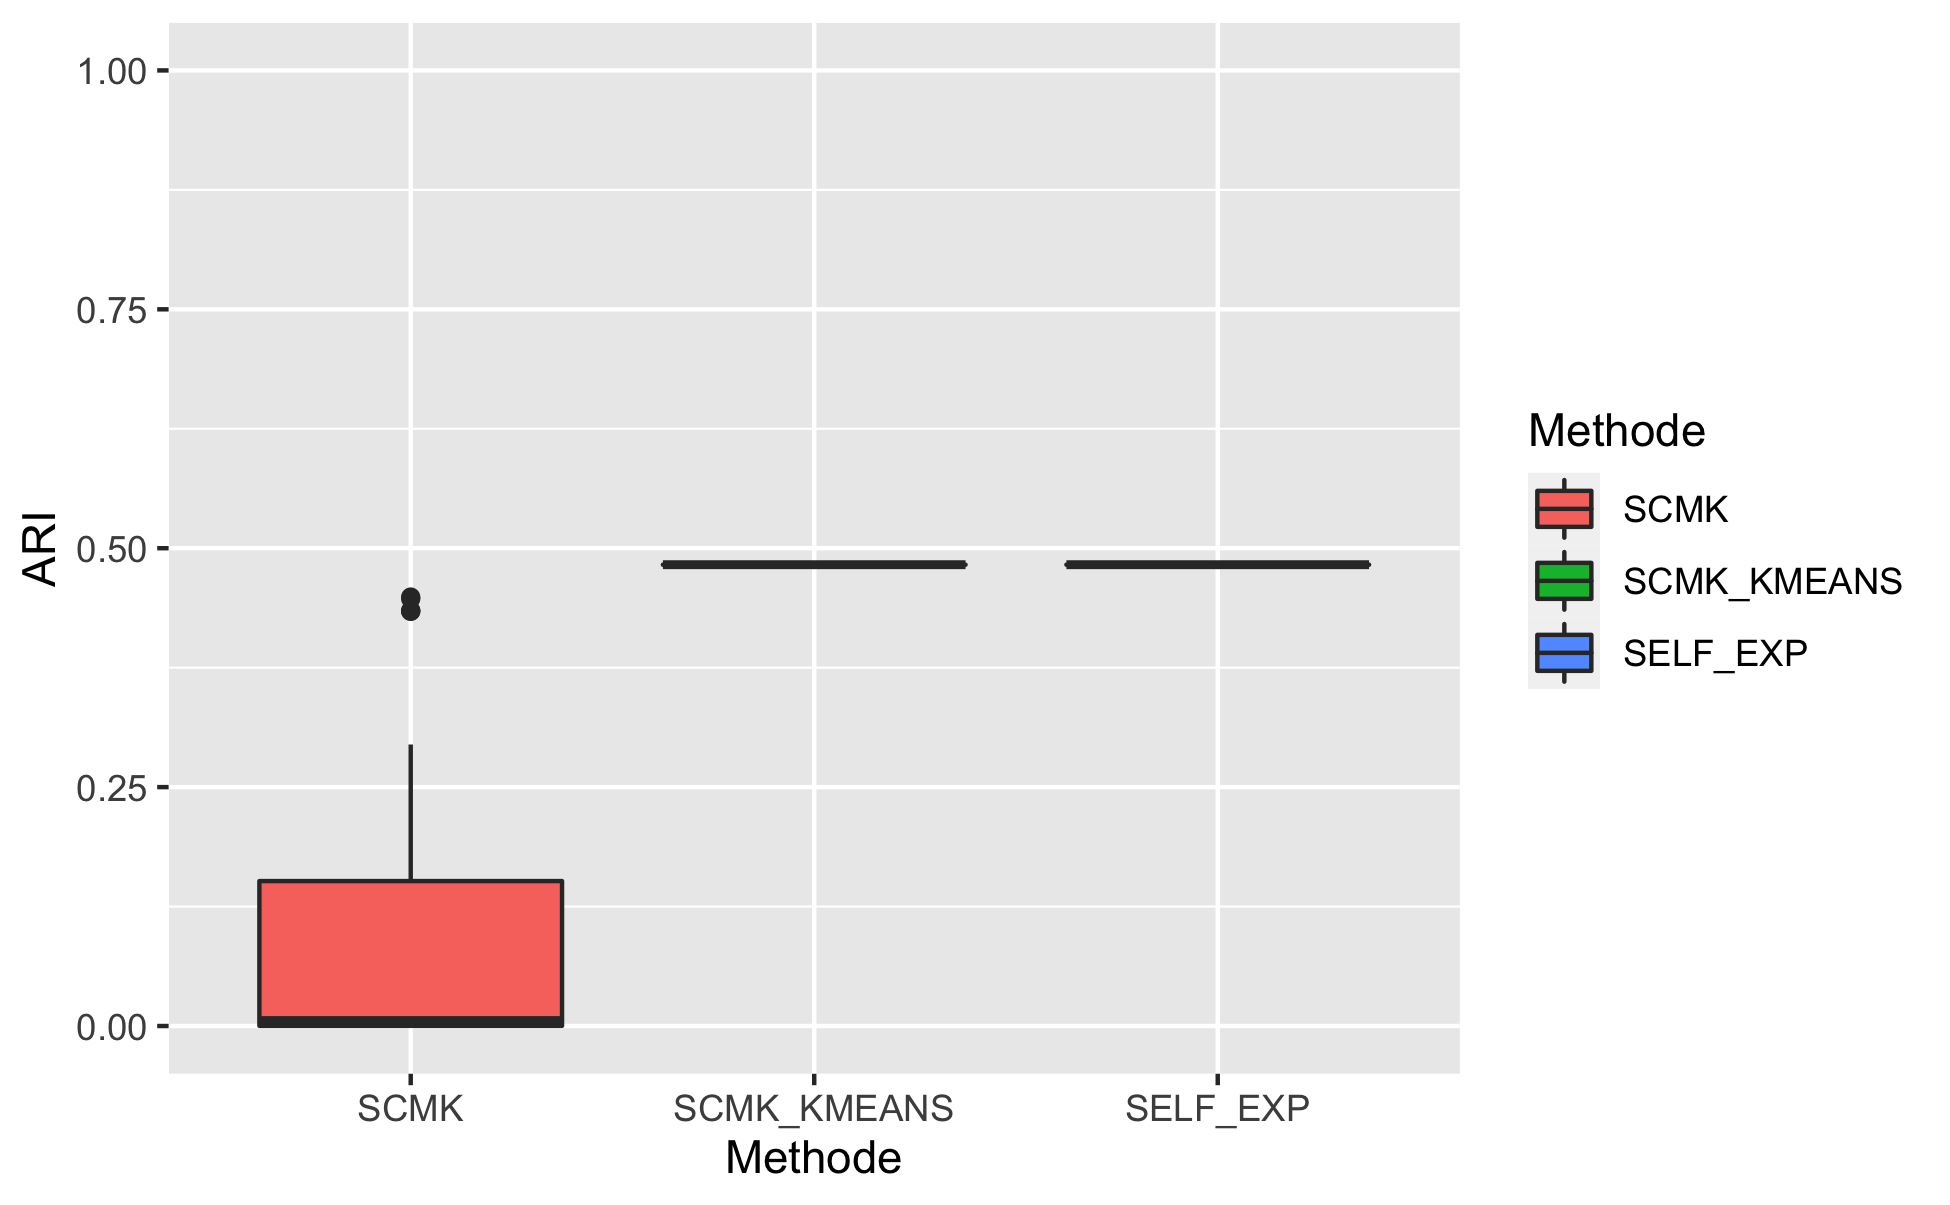 1.00
0.75
0.50
0.25
0.00
ARI
SCMK
SCMK_KMEANS
SELF_EXP
Methode
Methode
SCMK
SCMK_KMEANS
SELF_EXP